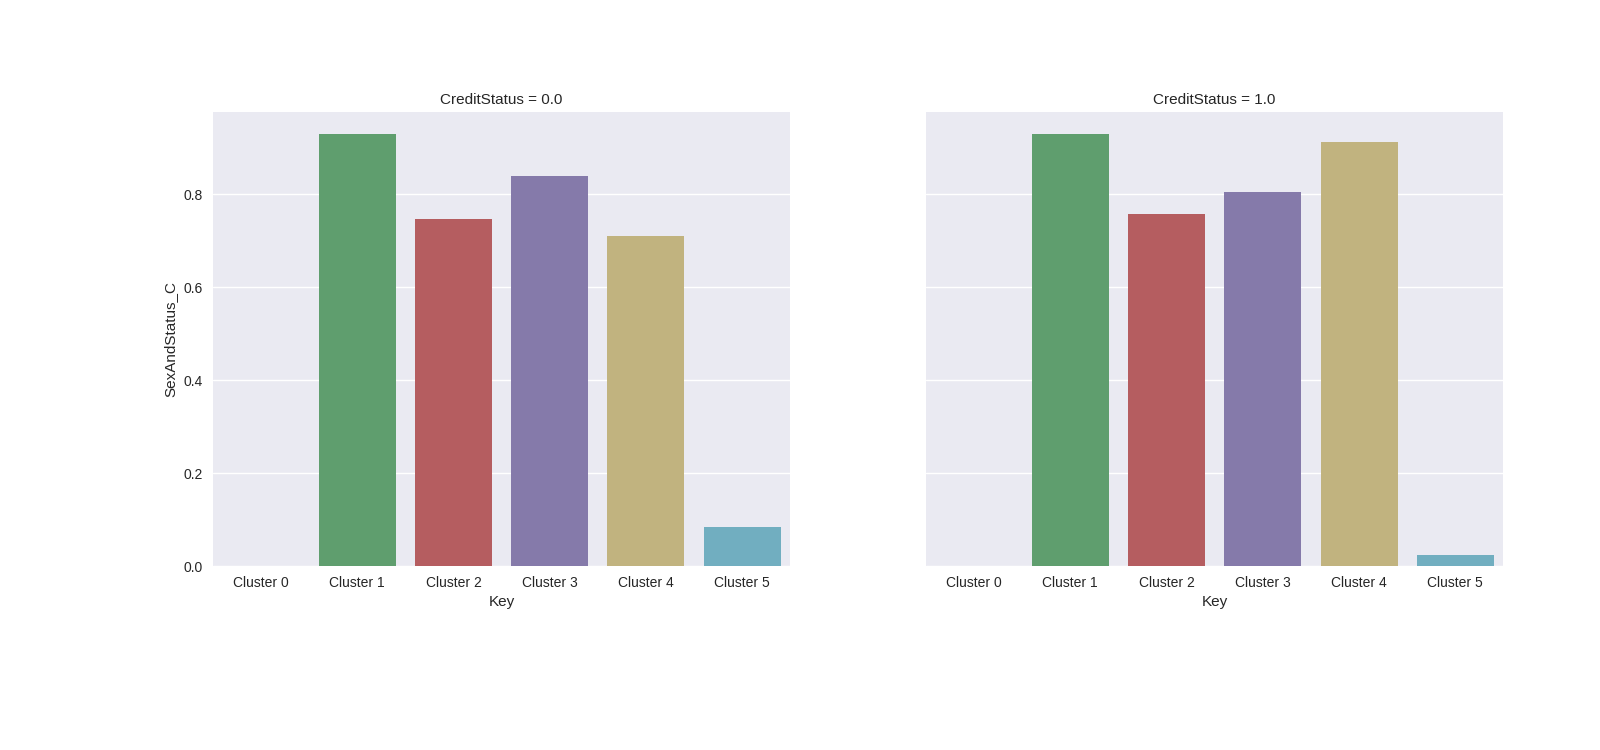 CreditStatus = 0.0
CreditStatus = 1.0
SexAndStatus_C
0.8
0.6
0.4
0.2
0.0
Cluster 0 Cluster 1 Cluster 2 Cluster 3 Cluster 4 Cluster 5
Key
Cluster 0 Cluster 1 Cluster 2 Cluster 3 Cluster 4 Cluster 5
Key